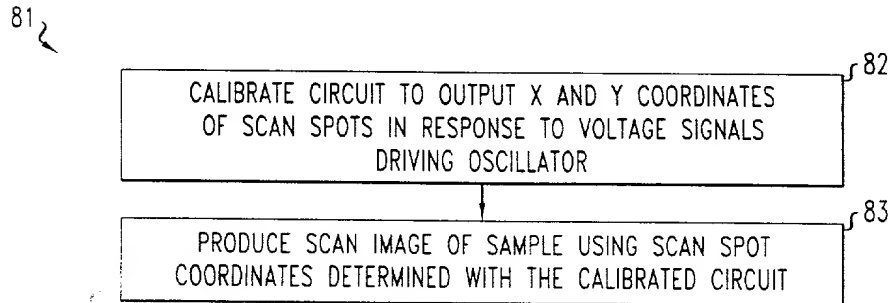 81
82
CALIBRATE CIRCUIT TO OUTPUT X AND Y COORDINATES
OF SCAN SPOTS IN RESPONSE TO VOLTAGE SIGNALS
DRIVING OSCILLATOR
83
PRODUCE SCAN IMAGE OF SAMPLE USING SCAN SPOT
COORDINATES DETERMINED WITH THE CALIBRATED CIRCUIT